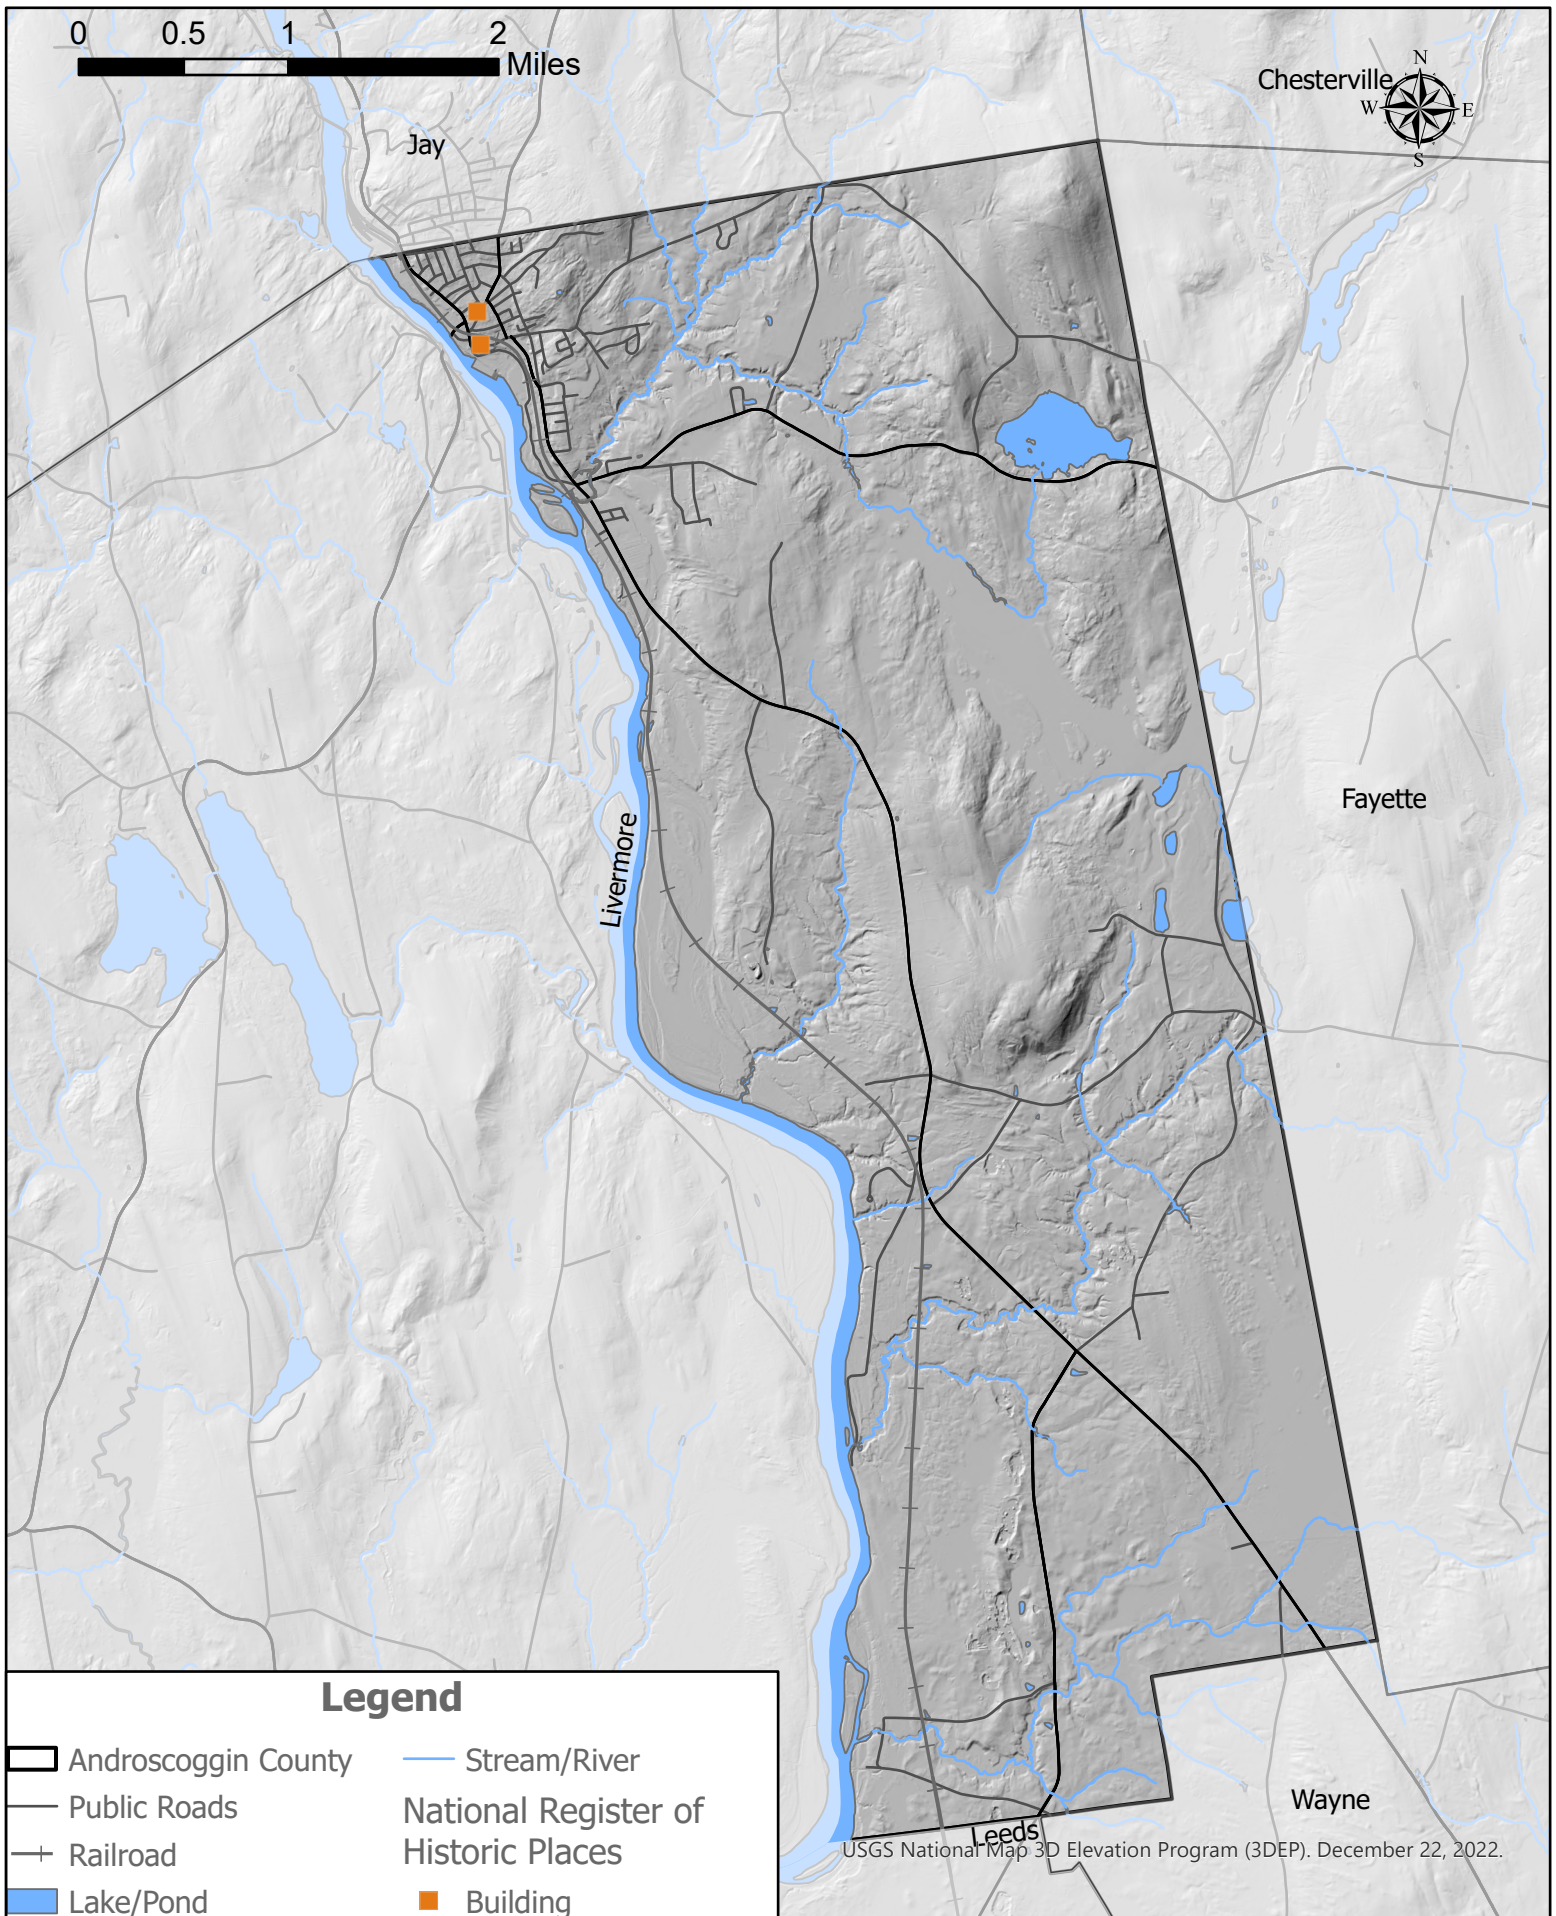 0 0.5 1 2
Miles
Chesterville
N
W E
S
Jay
Fayette
Livermore
Wayne
Leeds
USGS National Map 3D Elevation Program (3DEP). December 22, 2022.
Legend
Androscoggin County
Public Roads
Railroad
Lake/Pond
Stream/River
National Register of
Historic Places
Building